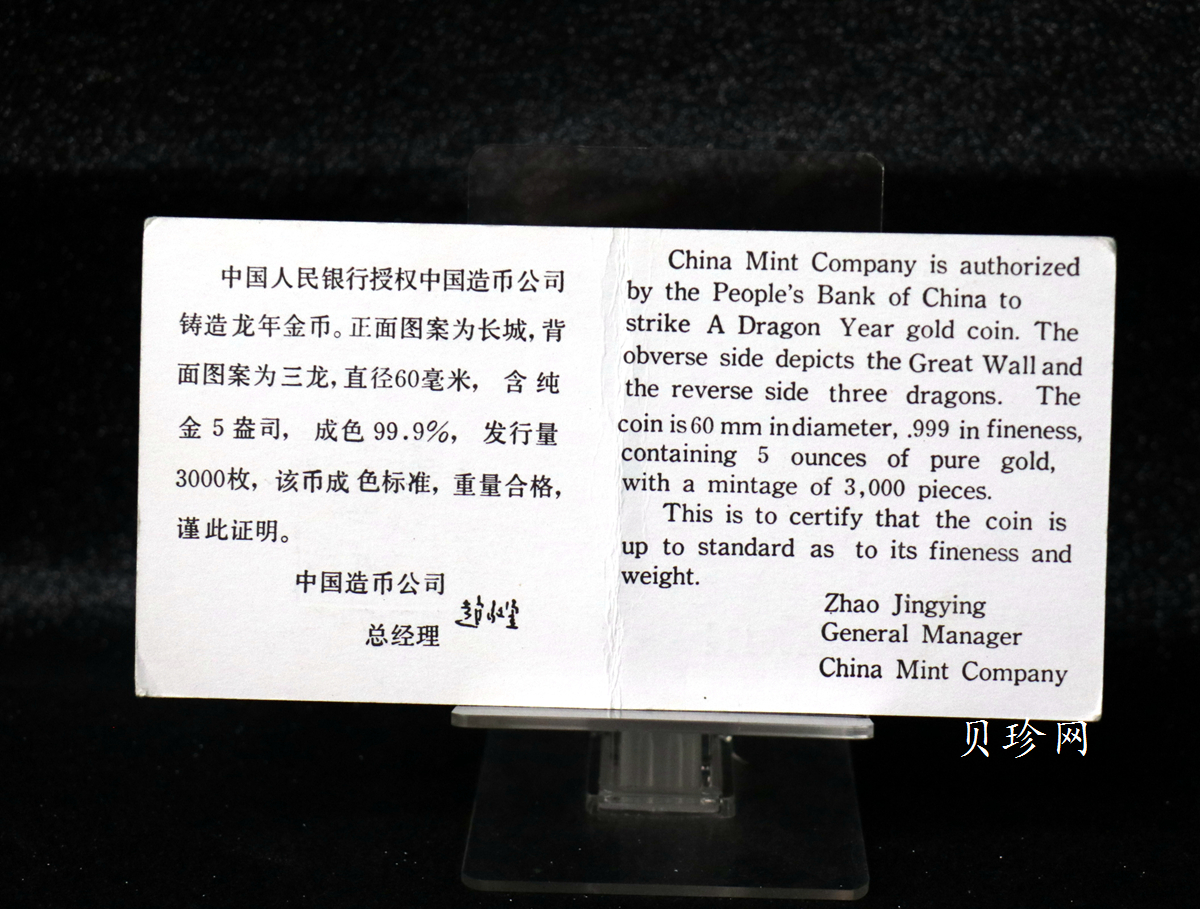 中国人民银行授权中国造币公司
铸造龙年金币。正面图案为长城,背
面图案为三龙,直径60毫米, 含纯
金5盎司, 成色99.9%, 发行量
3000枚, 该币成色标准, 重量合格,
谨此证明。
中国造币公司
总经理
China Mint Company is authorized
by the People's Bank of China to
strike A Dragon Year gold coin. The
obverse side depicts the Great Wall and
the reverse side three dragons. The
coin is 60 mm in diameter, .999 in fineness,
containing 5 ounces of pure gold,
with a mintage of 3,000 pieces.
This is to certify that the coin is
up to standard as to its fineness and
weight.
Zhao Jingying
General Manager
China Mint Company
贝珍网